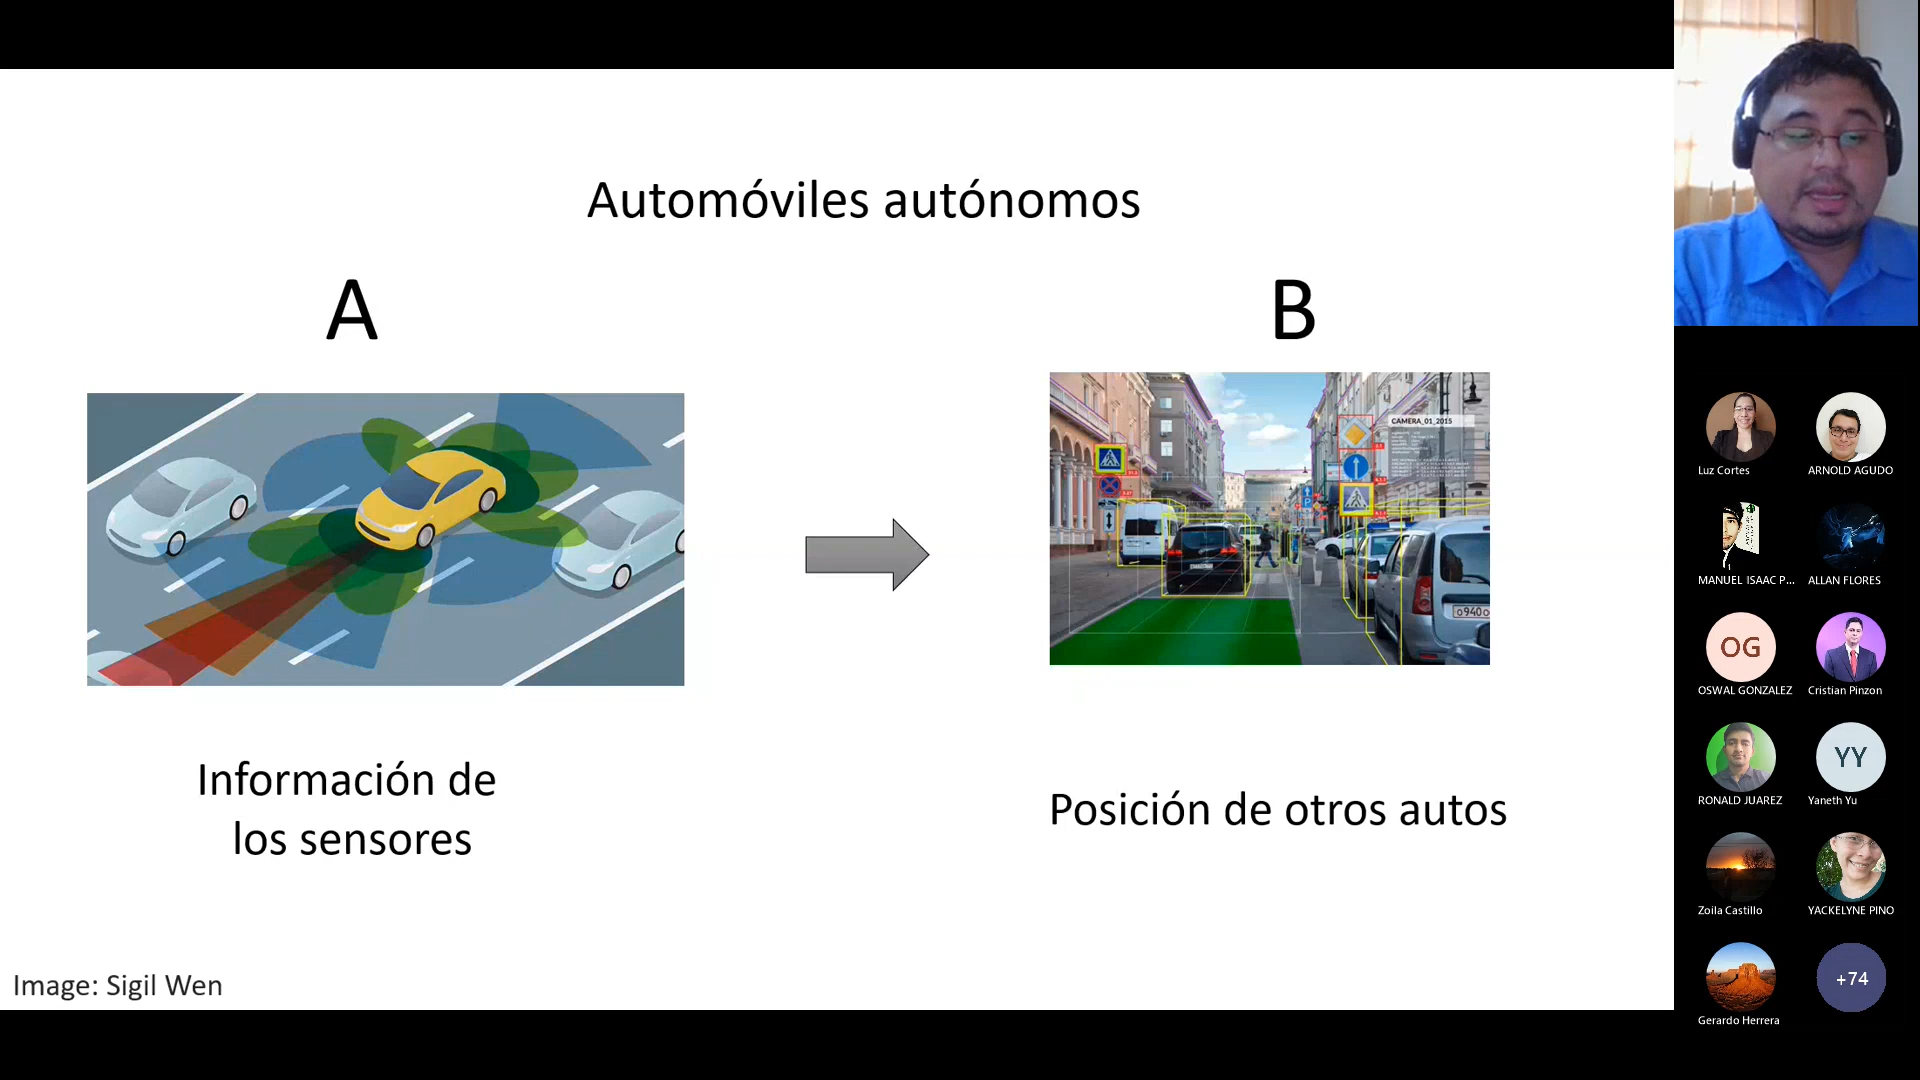 Automóviles autónomos
A
B
CAMERA_01_2015
Información de
los sensores
Posición de otros autos
Image: Sigil Wen
Luz Cortes
ARNOLD AGUDO
MANUEL ISAAC P...
ALLAN FLORES
OG
OSWAL GONZALEZ
Cristian Pinzon
RONALD JUAREZ
YY
Yaneth Yu
Zoila Castillo
YACKELYNE PINO
Gerardo Herrera
+74